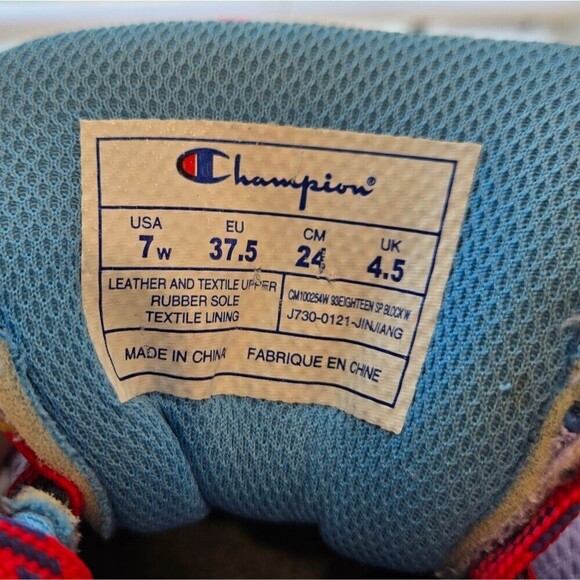 Champion®
USA EU CM UK
7W 37.5 24 4.5
LEATHER AND TEXTILE UPPER
RUBBER SOLE
TEXTILE LINING
CM100254W 93EIGHTEEN SP BLOCK W
J730-0121-JINJIANG
MADE IN CHINA FABRIQUE EN CHINE